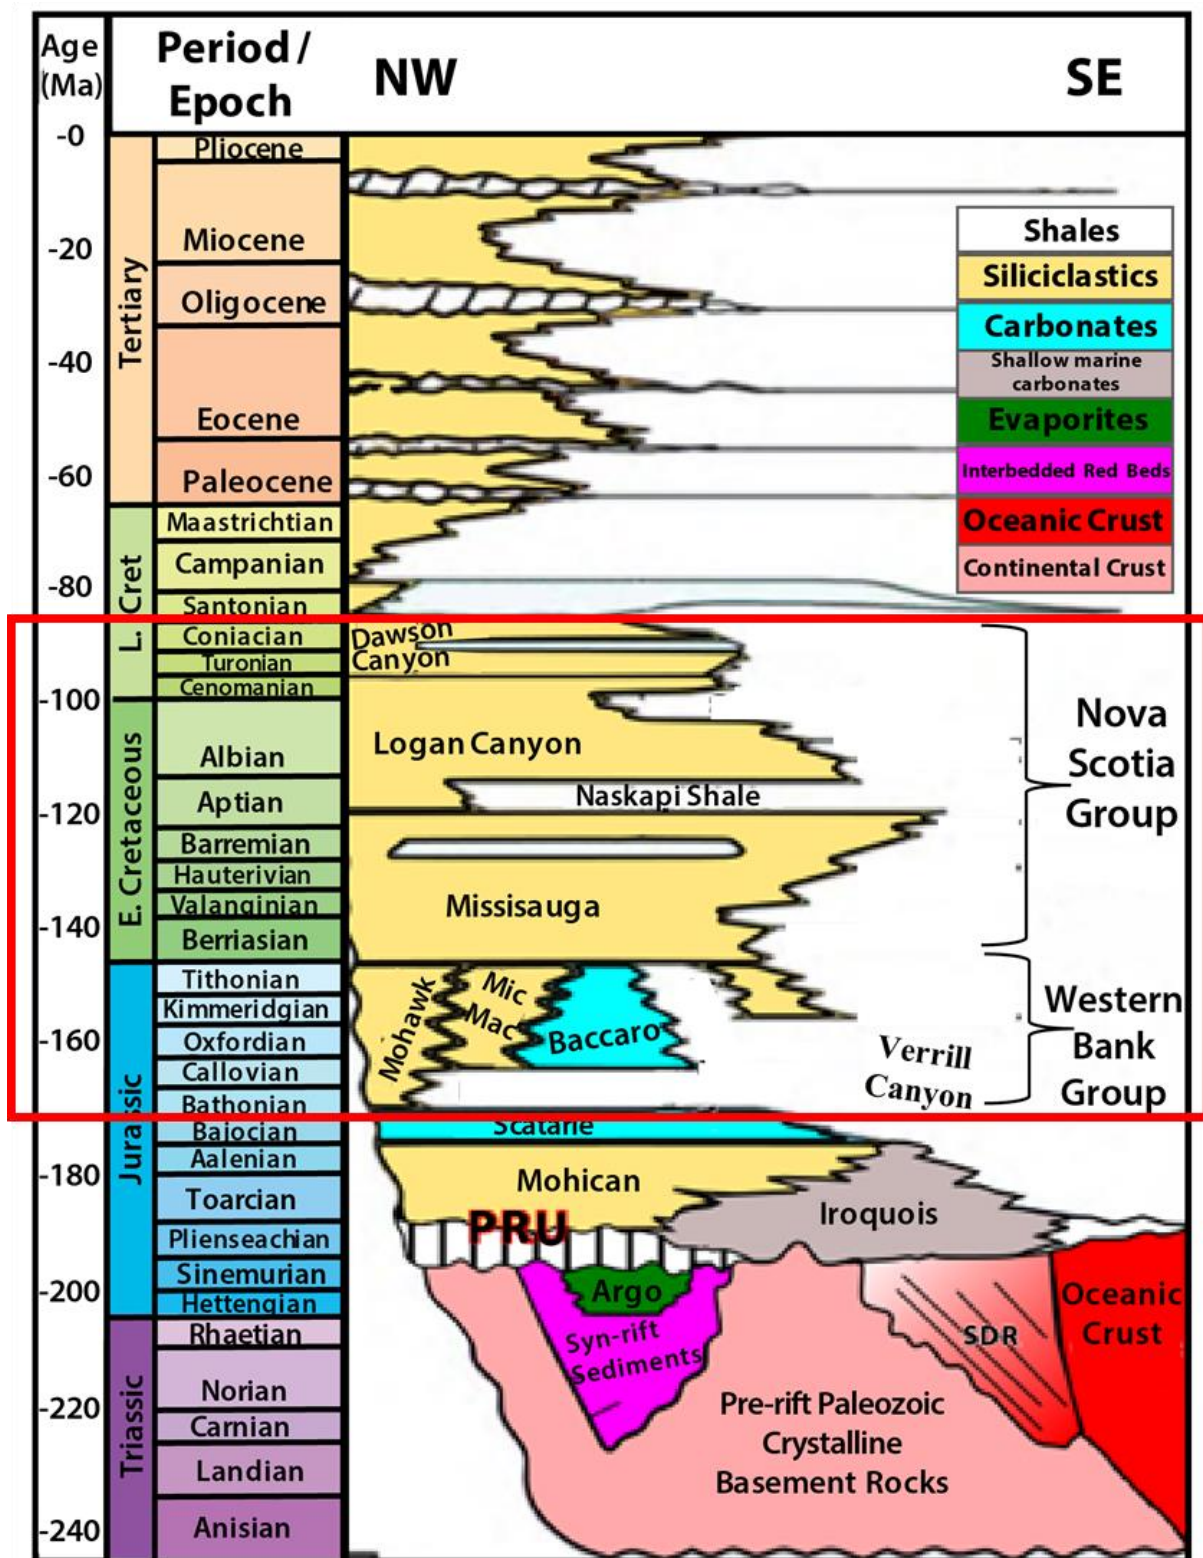 Age
(Ma)
Period /
Epoch
NW
SE
-0
-20
-40
-60
-80
-100
-120
-140
-160
-180
-200
-220
-240
Tertiary
L. Cret
E. Cretaceous
Jurassic
Triassic
Pliocene
Miocene
Oligocene
Eocene
Paleocene
Maastrichtian
Campanian
Santonian
Coniacian
Turonian
Cenomanian
Albian
Aptian
Barremian
Hauterivian
Valanginian
Berriasian
Tithonian
Kimmeridgian
Oxfordian
Callovian
Bathonian
Bajocian
Aalenian
Toarcian
Plienseachian
Sinemurian
Hettengian
Rhaetian
Norian
Carnian
Landian
Anisian
Shales
Siliciclastics
Carbonates
Shallow marine
carbonates
Evaporites
Interbedded Red Beds
Oceanic Crust
Continental Crust
Dawson
Canyon
Logan Canyon
Naskapi Shale
Missisauga
Mohawk
Mic
Mac
Baccaro
Verrill
Canyon
Nova
Scotia
Group
Western
Bank
Group
Scatarie
Mohican
PRU
Iroquois
Argo
Syn-rift
Sediments
SDR
Oceanic
Crust
Pre-rift Paleozoic
Crystalline
Basement Rocks